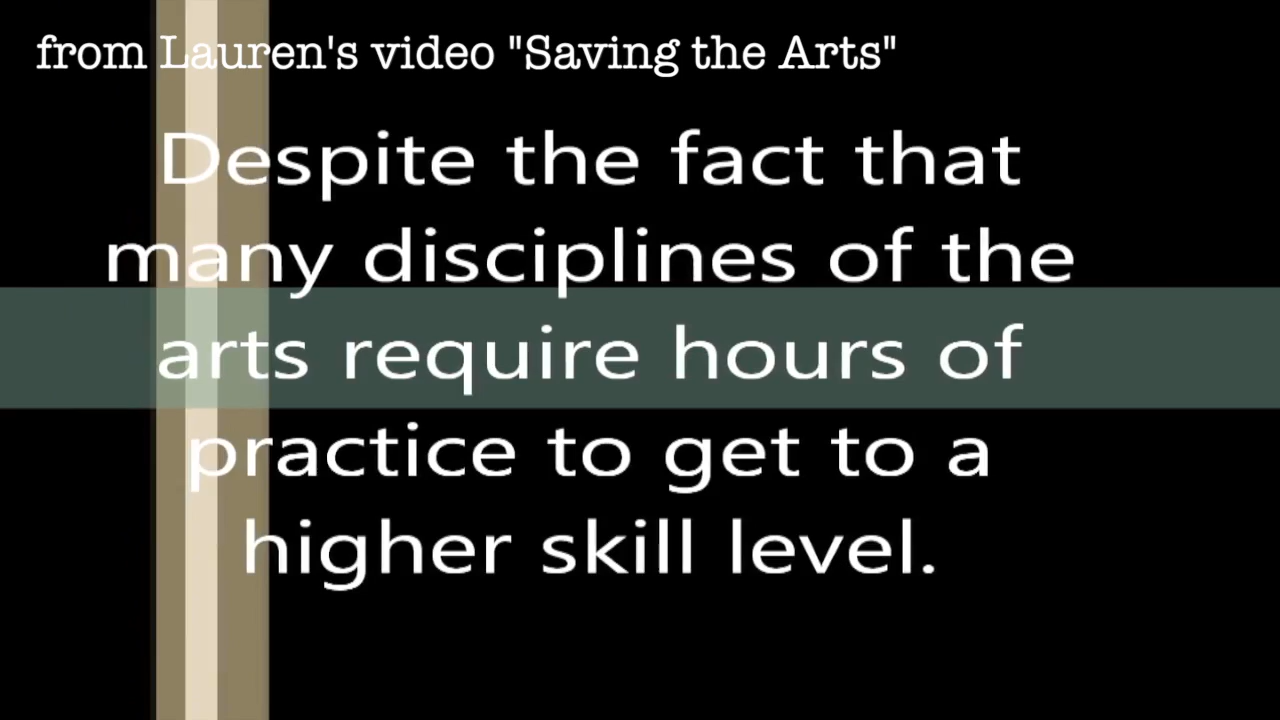 from Lauren's video "Saving the Arts"
Despite the fact that
many disciplines of the
arts require hours of
practice to get to a
higher skill level.